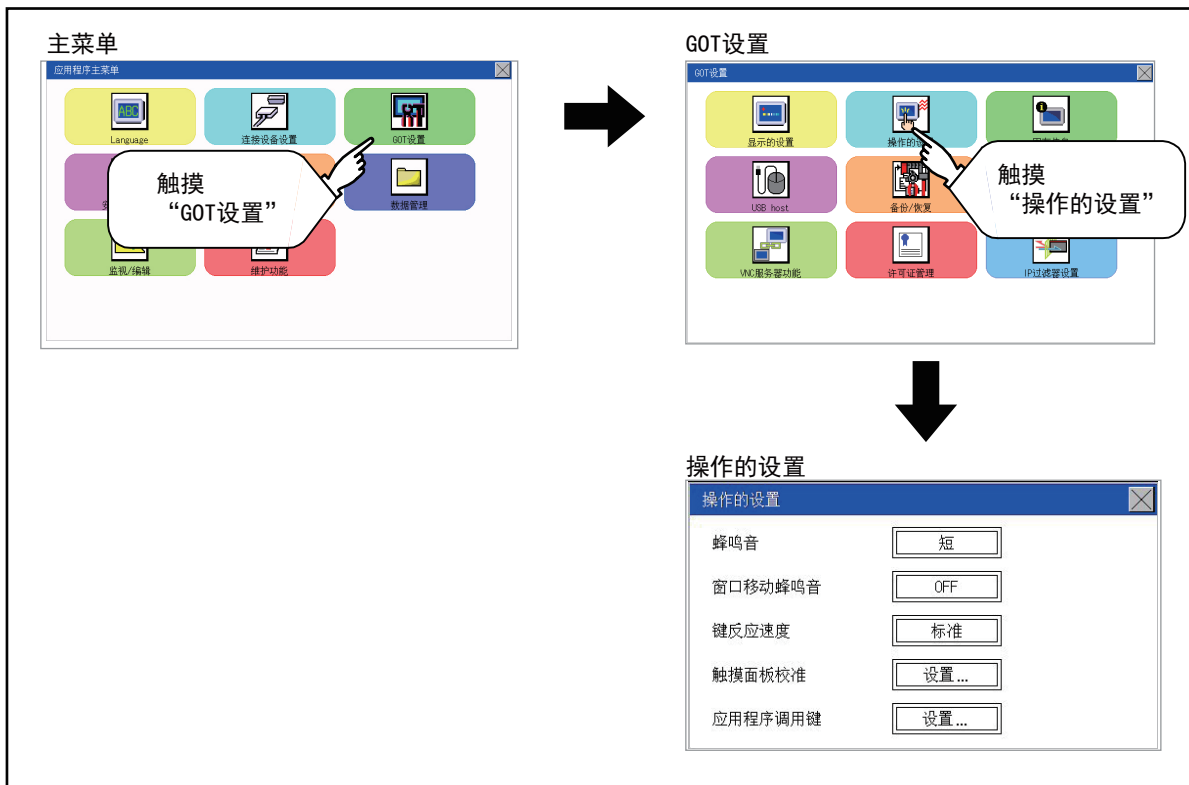 主菜单
应用程序主菜单
ABC
Language
连接设备设置
GOT设置
触摸
“GOT设置”
数据管理
监视/编辑
维护功能
GOT设置
GOT设置
显示的设置
操作的设
USB host
备份/恢复
触摸
“操作的设置”
VNC服务器功能
许可证管理
IP过滤器设置
操作的设置
操作的设置
蜂鸣音 短
窗口移动蜂鸣音 OFF
键反应速度 标准
触摸面板校准 设置...
应用程序调用键 设置...